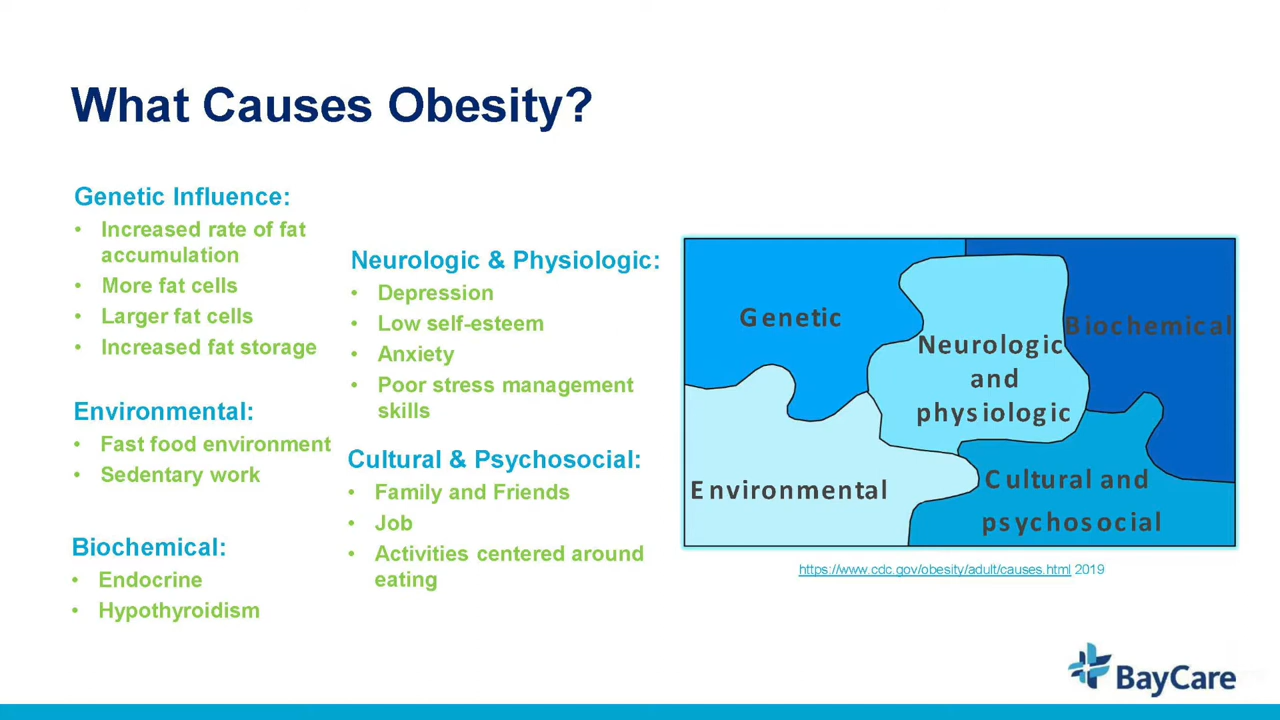 What Causes Obesity?
Genetic Influence:
• Increased rate of fat
accumulation
• More fat cells
• Larger fat cells
• Increased fat storage
Environmental:
• Fast food environment
• Sedentary work
Biochemical:
• Endocrine
• Hypothyroidism
Neurologic & Physiologic:
• Depression
• Low self-esteem
• Anxiety
• Poor stress management
skills
Cultural & Psychosocial:
• Family and Friends
• Job
• Activities centered around
eating
Genetic
Biochemical
Neurologic
and
physiologic
Environmental
Cultural and
psychosocial
https://www.cdc.gov/obesity/adult/causes.html 2019
BayCare